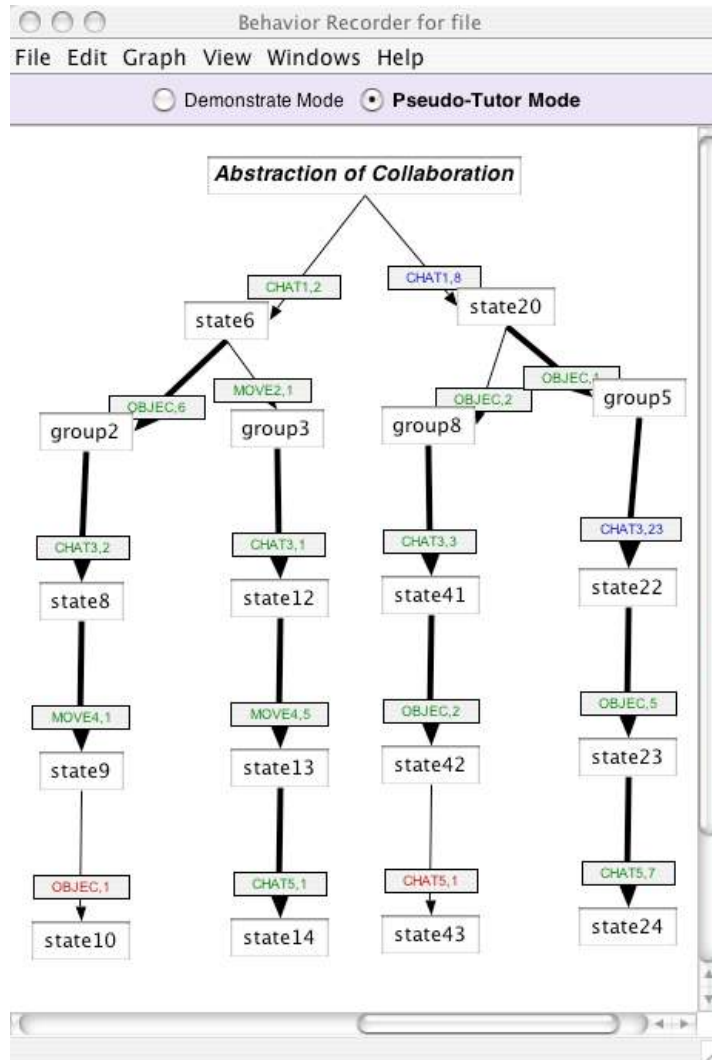 Behavior Recorder for file
File Edit Graph View Windows Help
Demonstrate Mode Pseudo-Tutor Mode
Abstraction of Collaboration
CHAT1,2
CHAT1,8
state6
state20
OBJEC,6
MOVE2,1
OBJEC,2
OBJEC,4
group2
group3
group8
group5
CHAT3,2
CHAT3,1
CHAT3,3
CHAT3,23
state8
state12
state41
state22
MOVE4,1
MOVE4,5
OBJEC,2
OBJEC,5
state9
state13
state42
state23
OBJEC,1
CHAT5,1
CHAT5,1
CHAT5,7
state10
state14
state43
state24